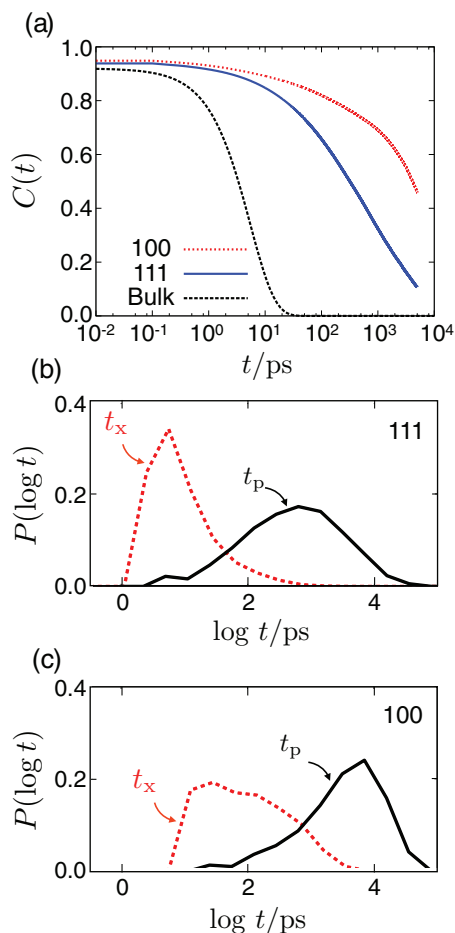 (a)
1.0
0.8
0.6
0.4
0.2
0.0
C(t)
100
111
Bulk
10⁻² 10⁻¹ 10⁰ 10¹ 10² 10³ 10⁴
t/ps
(b)
0.4
0.2
0.0
P(log t)
111
tₓ
tₚ
0 2 4
log t/ps
(c)
0.4
0.2
0.0
P(log t)
100
tₚ
tₓ
0 2 4
log t/ps